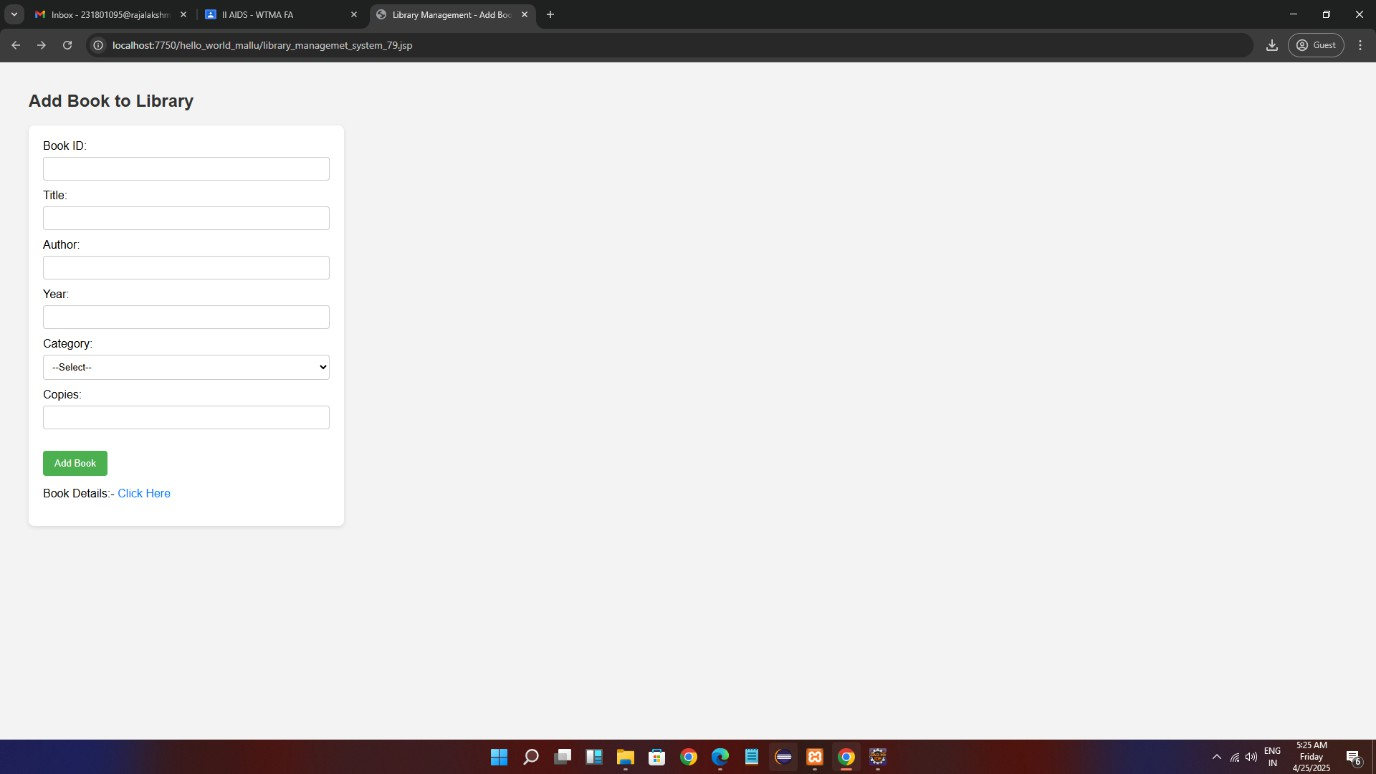 Inbox - 231801095@rajalakshm
II AIDS - WTMA FA
Library Management - Add Boo
localhost:7750/hello_world_mallu/library_managemet_system_79.jsp
Guest
Add Book to Library
Book ID:
Title:
Author:
Year:
Category:
--Select--
Copies:
Add Book
Book Details:- Click Here
ENG
IN
5:25 AM
Friday
4/25/2025
6